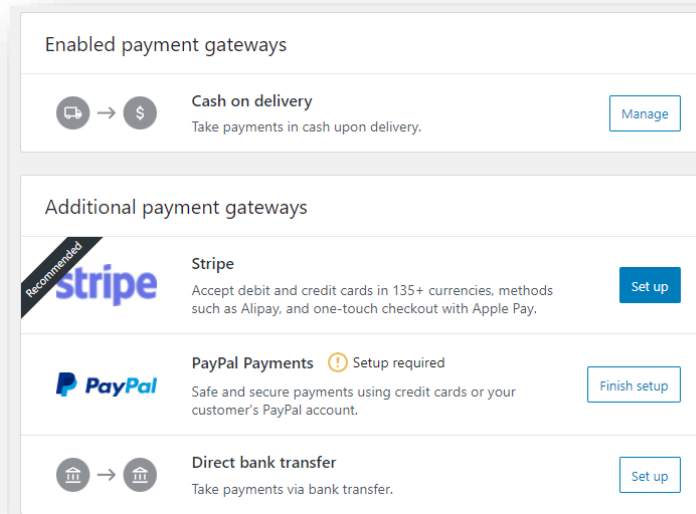 Enabled payment gateways
Cash on delivery
Take payments in cash upon delivery.
Manage
Additional payment gateways
Recommended
stripe
Stripe
Accept debit and credit cards in 135+ currencies, methods
such as Alipay, and one-touch checkout with Apple Pay.
Set up
PayPal
PayPal Payments ! Setup required
Safe and secure payments using credit cards or your
customer's PayPal account.
Finish setup
Direct bank transfer
Take payments via bank transfer.
Set up